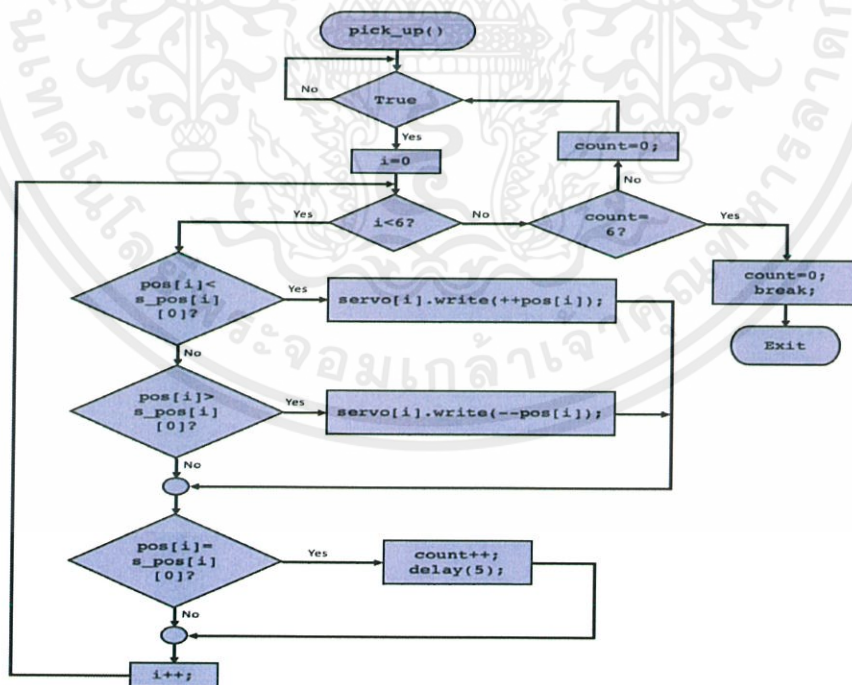 pick_up()
True
No
Yes
i=0
count=0;
No
i<6?
Yes
No
count=
6?
Yes
count=0;
break;
Exit
pos[i]<
s_pos[i]
[0]?
Yes
servo[i].write(++pos[i]);
No
pos[i]>
s_pos[i]
[0]?
Yes
servo[i].write(--pos[i]);
No
pos[i]=
s_pos[i]
[0]?
Yes
count++;
delay(5);
No
i++;